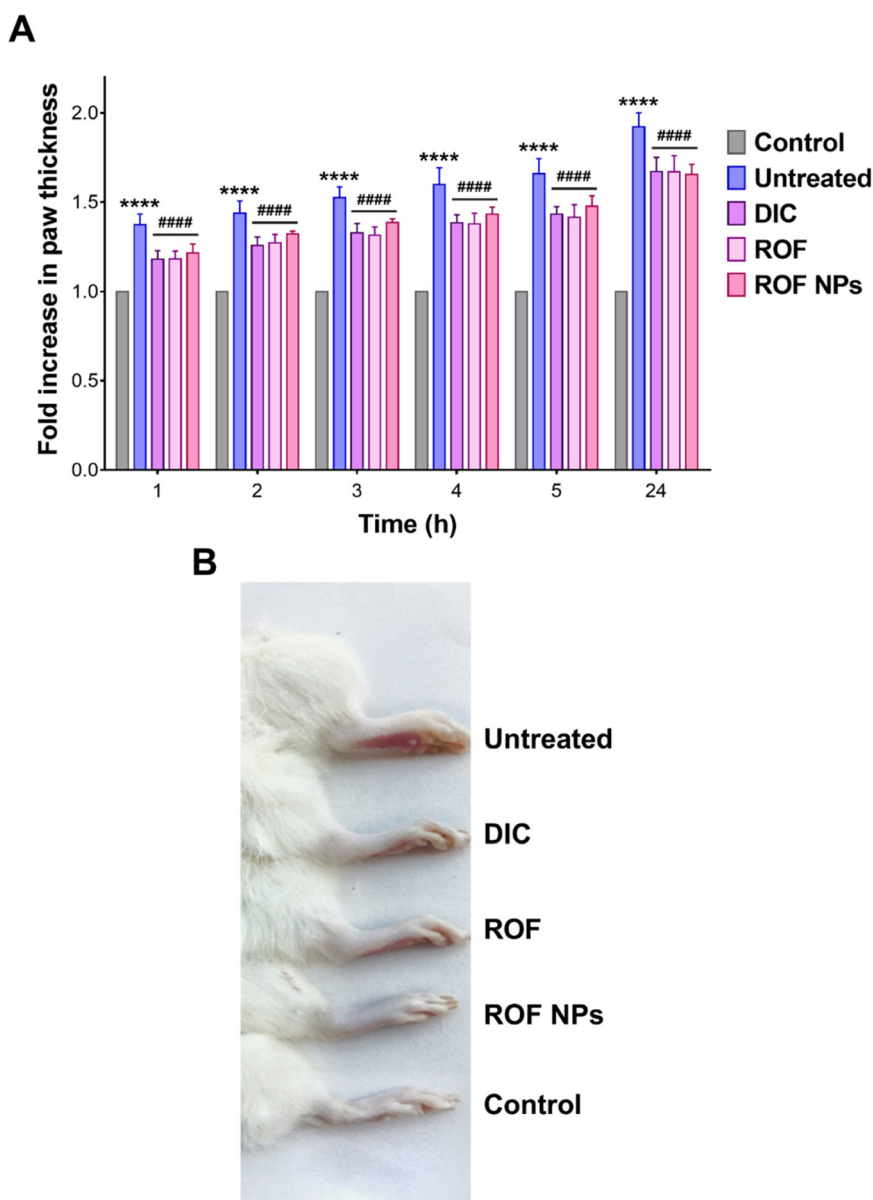 A
Fold increase in paw thickness
2.0
1.5
1.0
0.5
0.0
**** ####
**** ####
**** ####
**** ####
**** ####
**** ####
1 2 3 4 5 24
Time (h)
Control
Untreated
DIC
ROF
ROF NPs
B
Untreated
DIC
ROF
ROF NPs
Control